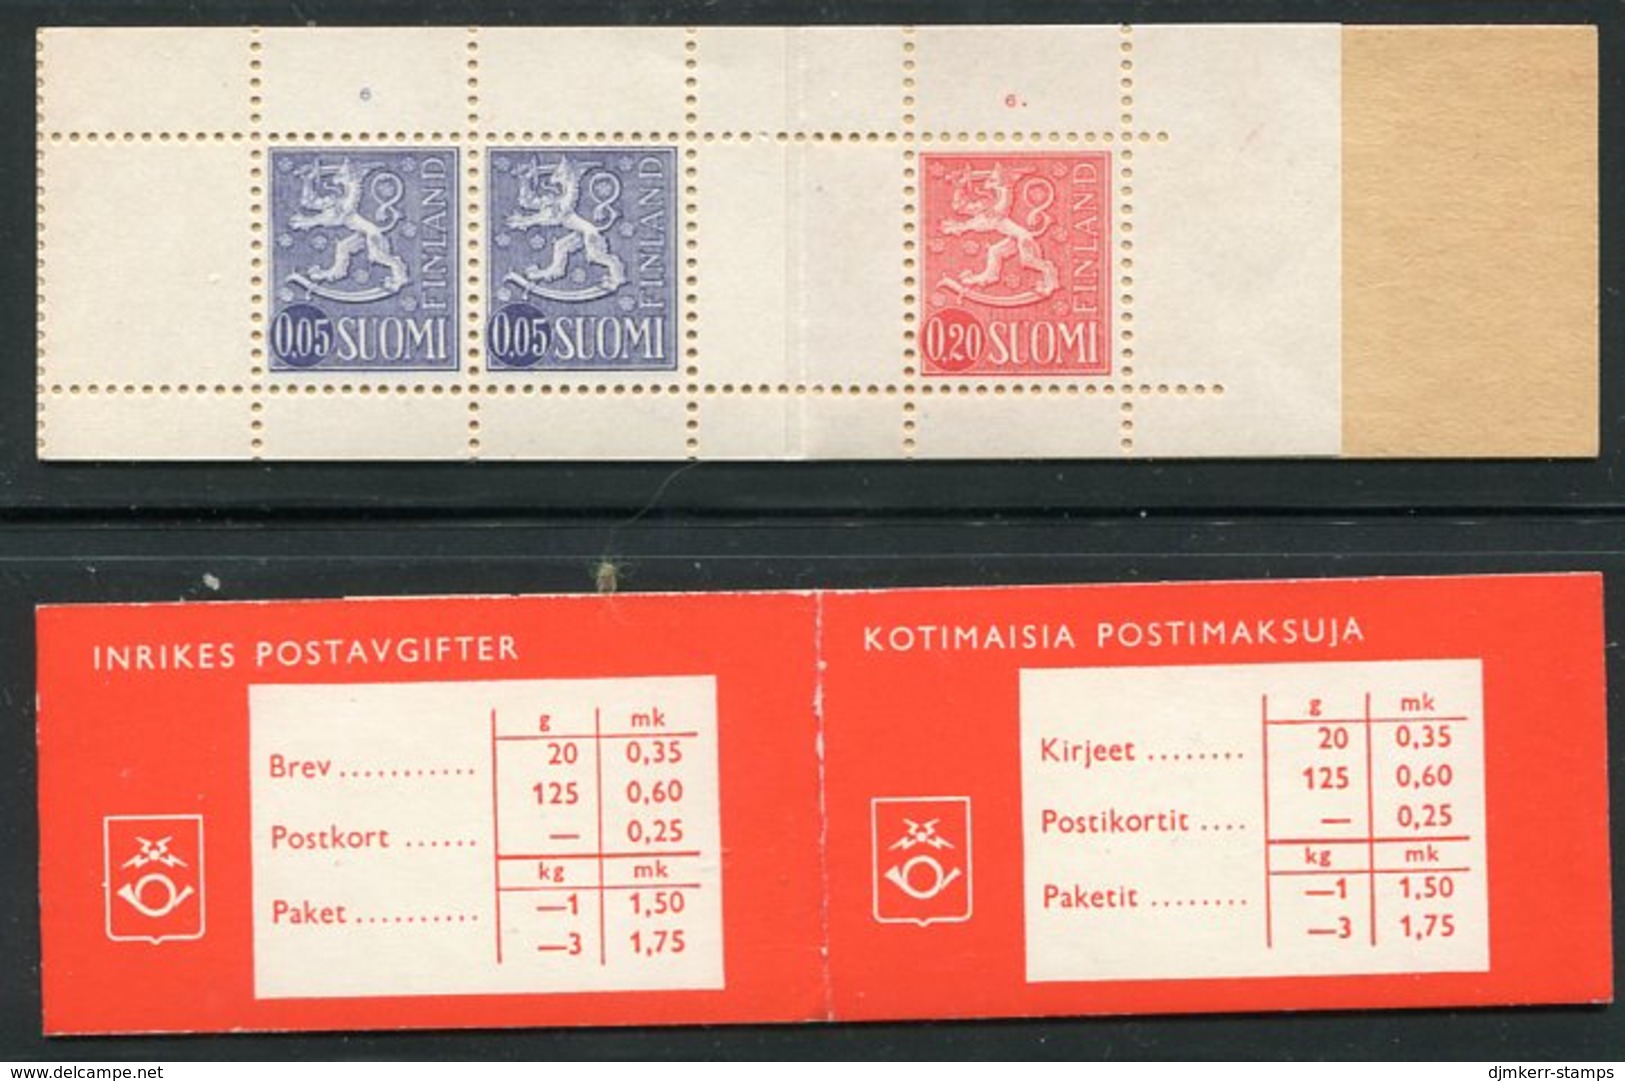 6
6.
FINLAND
0,05 SUOMI
FINLAND
0,05 SUOMI
FINLAND
0,20 SUOMI
INRIKES POSTAVGIFTER
g mk
Brev........... 20 0,35
125 0,60
Postkort ...... — 0,25
kg mk
Paket.......... —1 1,50
—3 1,75
KOTIMAISIA POSTIMAKSUJA
g mk
Kirjeet ........ 20 0,35
125 0,60
Postikortit .... — 0,25
kg mk
Paketit ........ —1 1,50
—3 1,75
www.delcampe.net
djmkerr-stamps